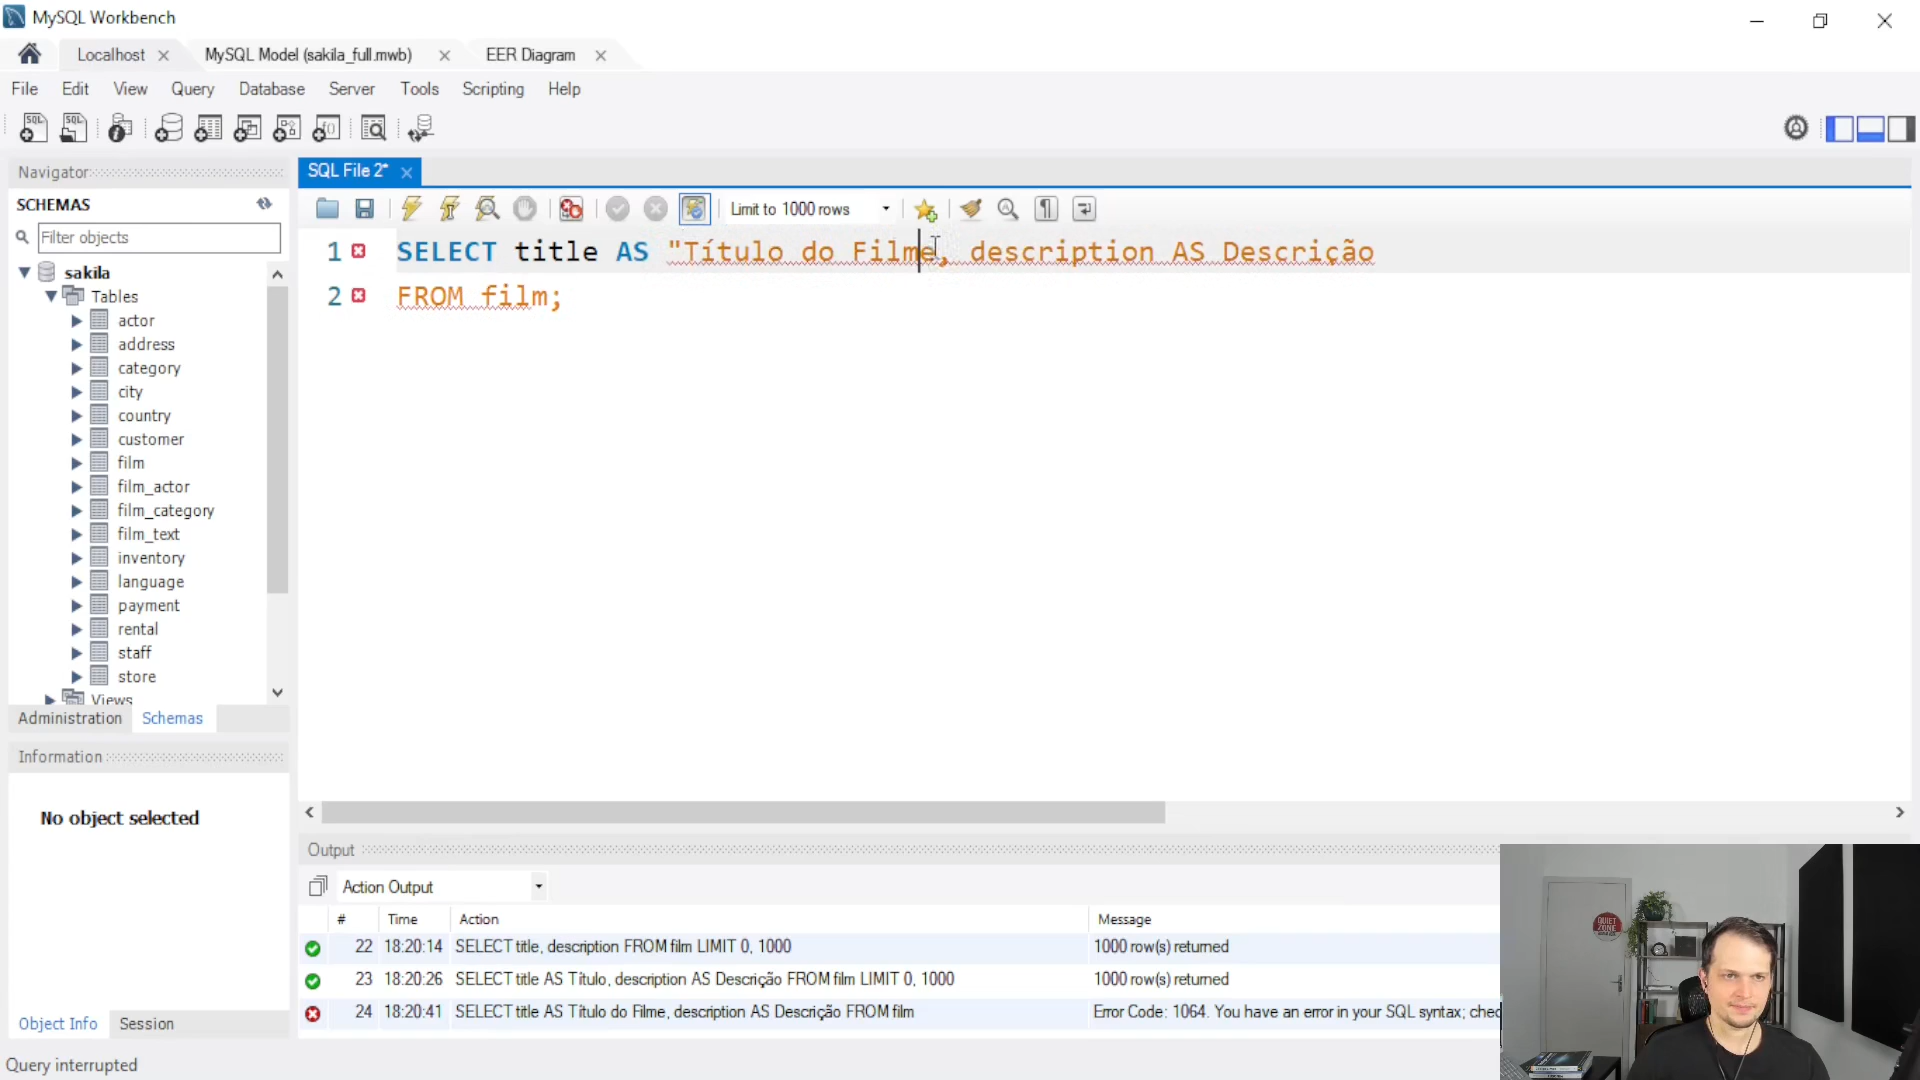 MySQL Workbench
Localhost
MySQL Model (sakila_full.mwb)
EER Diagram
File Edit View Query Database Server Tools Scripting Help
Navigator
SCHEMAS
Filter objects
sakila
Tables
actor
address
category
city
country
customer
film
film_actor
film_category
film_text
inventory
language
payment
rental
staff
store
Views
Administration Schemas
Information
No object selected
Object Info Session
Query interrupted
SQL File 2*
Limit to 1000 rows
1 SELECT title AS "Título do Filme, description AS Descrição
2 FROM film;
Output
Action Output
# Time Action Message
22 18:20:14 SELECT title, description FROM film LIMIT 0, 1000 1000 row(s) returned
23 18:20:26 SELECT title AS Título, description AS Descrição FROM film LIMIT 0, 1000 1000 row(s) returned
24 18:20:41 SELECT title AS Título do Filme, description AS Descrição FROM film Error Code: 1064. You have an error in your SQL syntax; chec
QUIET
ZONE